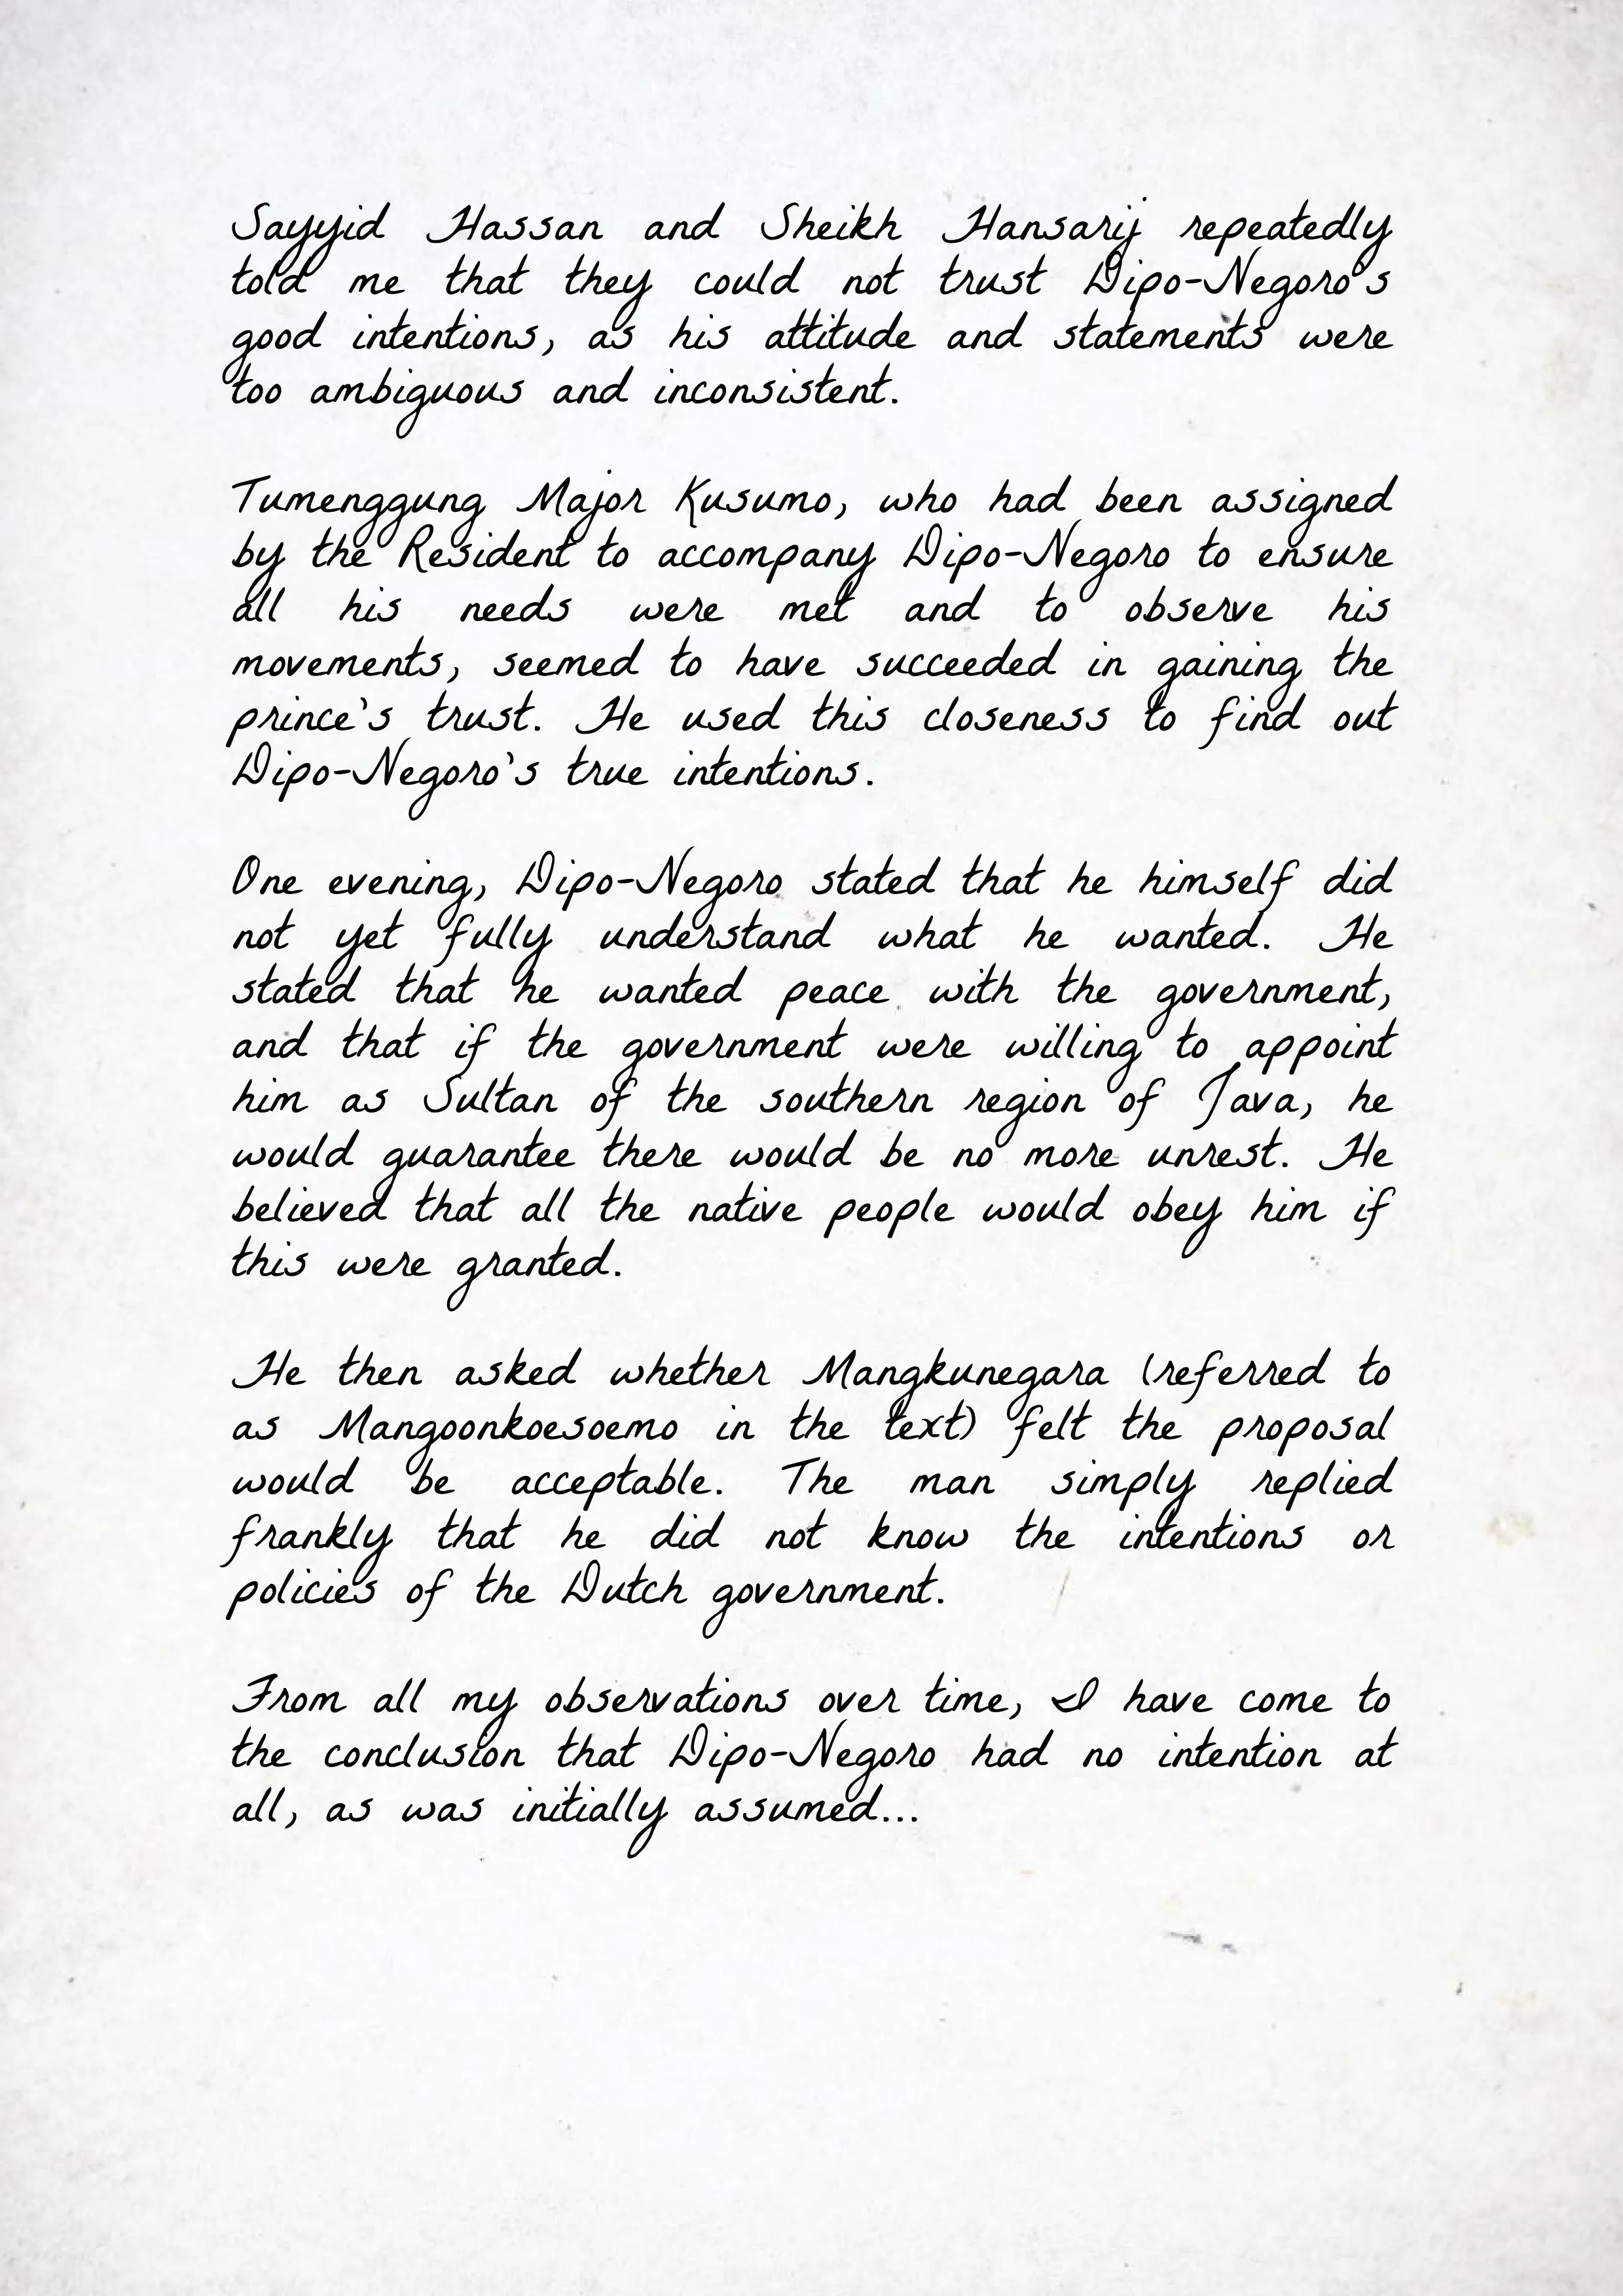 Sayyid Hassan and Sheikh Hansarij repeatedly
told me that they could not trust Dipo-Negoro's
good intentions, as his attitude and statements were
too ambiguous and inconsistent.
Tumenggung Major Kusumo, who had been assigned
by the Resident to accompany Dipo-Negoro to ensure
all his needs were met and to observe his
movements, seemed to have succeeded in gaining the
prince's trust. He used this closeness to find out
Dipo-Negoro's true intentions.
One evening, Dipo-Negoro stated that he himself did
not yet fully understand what he wanted. He
stated that he wanted peace with the government,
and that if the government were willing to appoint
him as Sultan of the southern region of Java, he
would guarantee there would be no more unrest. He
believed that all the native people would obey him if
this were granted.
He then asked whether Mangkunegara (referred to
as Mangoonkoesoemo in the text) felt the proposal
would be acceptable. The man simply replied
frankly that he did not know the intentions or
policies of the Dutch government.
From all my observations over time, I have come to
the conclusion that Dipo-Negoro had no intention at
all, as was initially assumed...